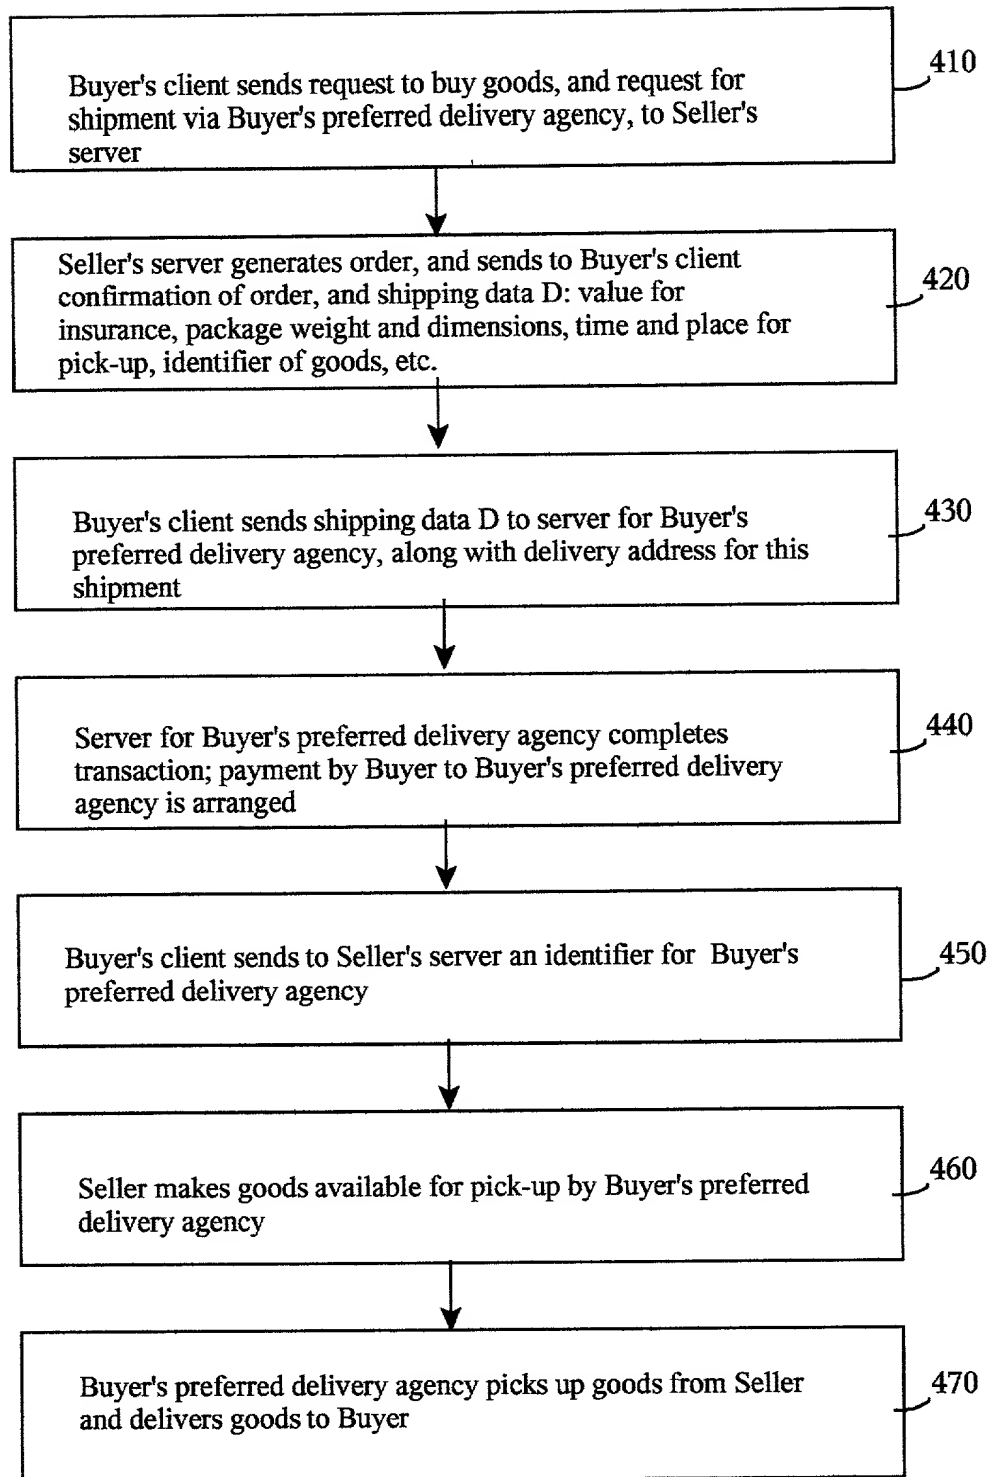 Buyer's client sends request to buy goods, and request for
shipment via Buyer's preferred delivery agency, to Seller's
server
410
Seller's server generates order, and sends to Buyer's client
confirmation of order, and shipping data D: value for
insurance, package weight and dimensions, time and place for
pick-up, identifier of goods, etc.
420
Buyer's client sends shipping data D to server for Buyer's
preferred delivery agency, along with delivery address for this
shipment
430
Server for Buyer's preferred delivery agency completes
transaction; payment by Buyer to Buyer's preferred delivery
agency is arranged
440
Buyer's client sends to Seller's server an identifier for Buyer's
preferred delivery agency
450
Seller makes goods available for pick-up by Buyer's preferred
delivery agency
460
Buyer's preferred delivery agency picks up goods from Seller
and delivers goods to Buyer
470